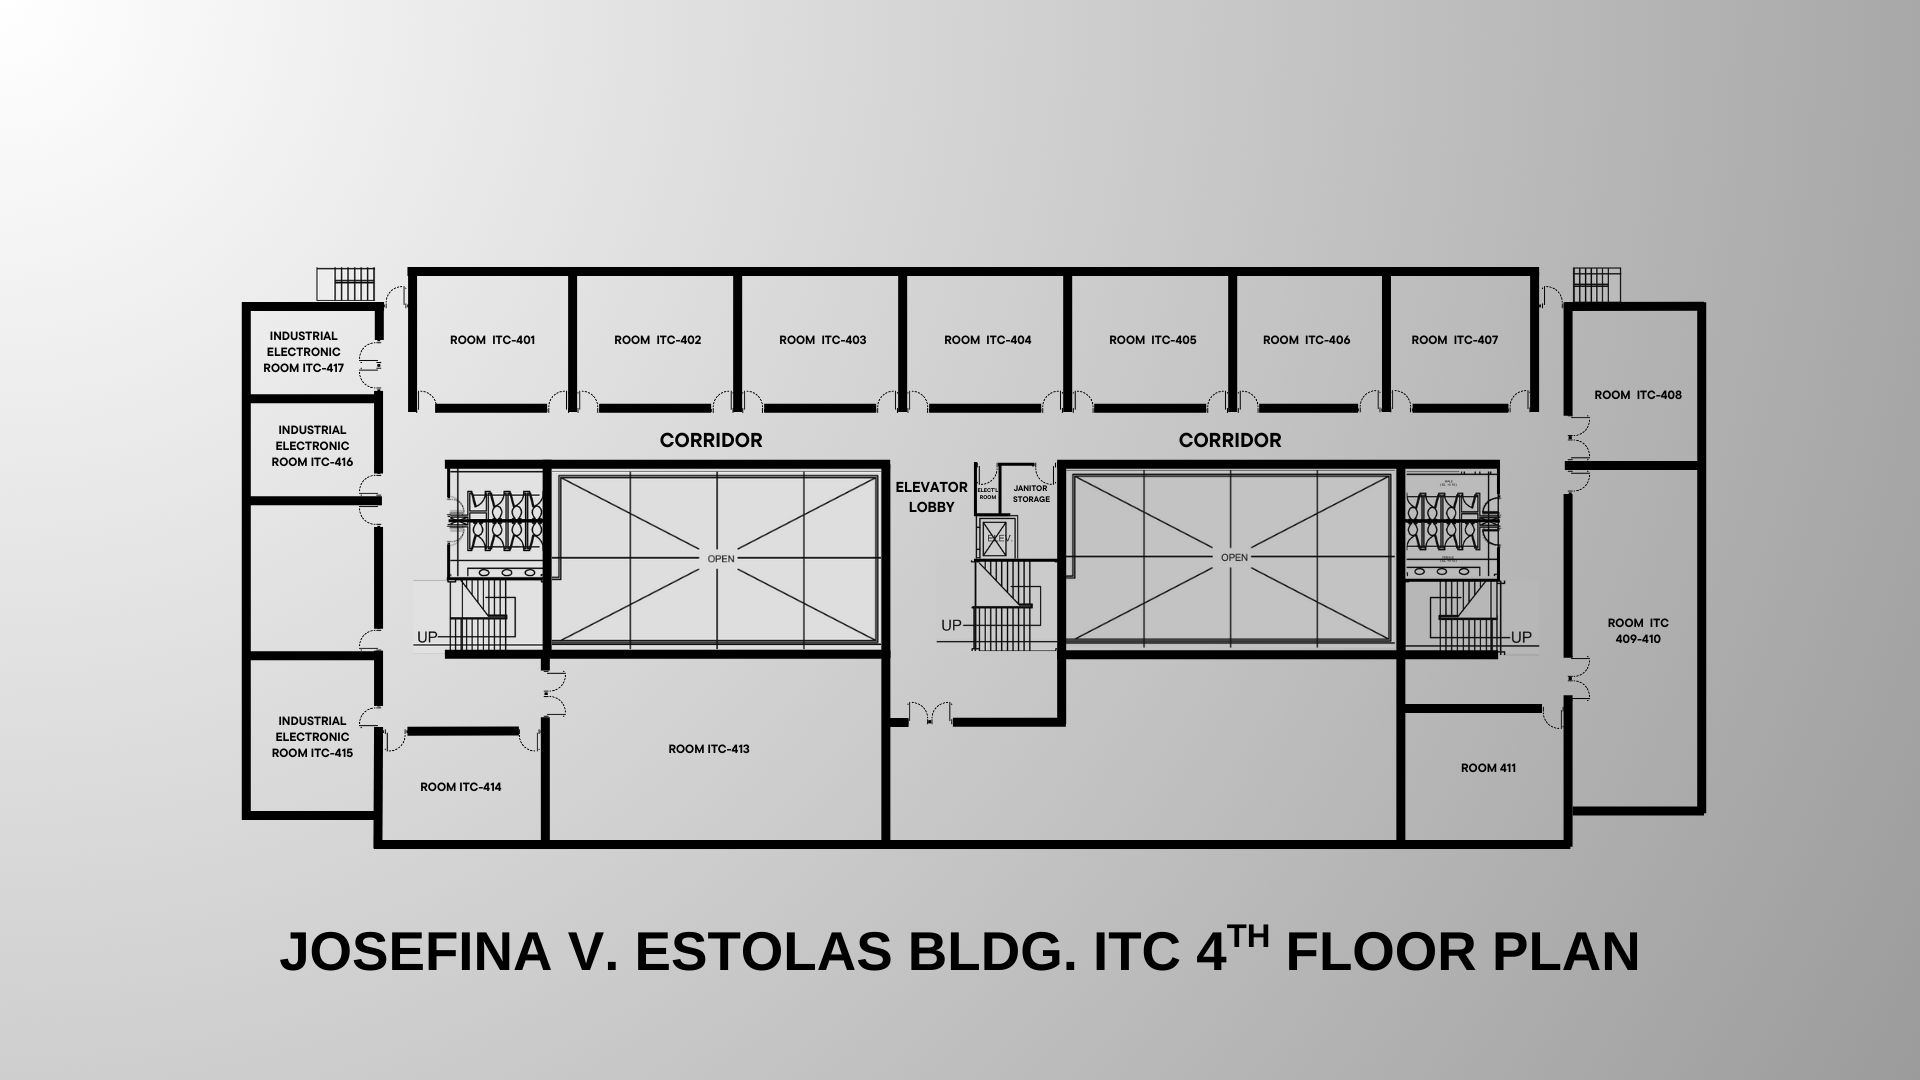 INDUSTRIAL
ELECTRONIC
ROOM ITC-417
ROOM ITC-401
ROOM ITC-402
ROOM ITC-403
ROOM ITC-404
ROOM ITC-405
ROOM ITC-406
ROOM ITC-407
ROOM ITC-408
INDUSTRIAL
ELECTRONIC
ROOM ITC-416
CORRIDOR
CORRIDOR
ELEVATOR
LOBBY
ELECT'L
ROOM
JANITOR
STORAGE
ELEV.
OPEN
OPEN
UP
UP
UP
ROOM ITC
409-410
INDUSTRIAL
ELECTRONIC
ROOM ITC-415
ROOM ITC-413
ROOM ITC-414
ROOM 411
JOSEFINA V. ESTOLAS BLDG. ITC 4TH FLOOR PLAN